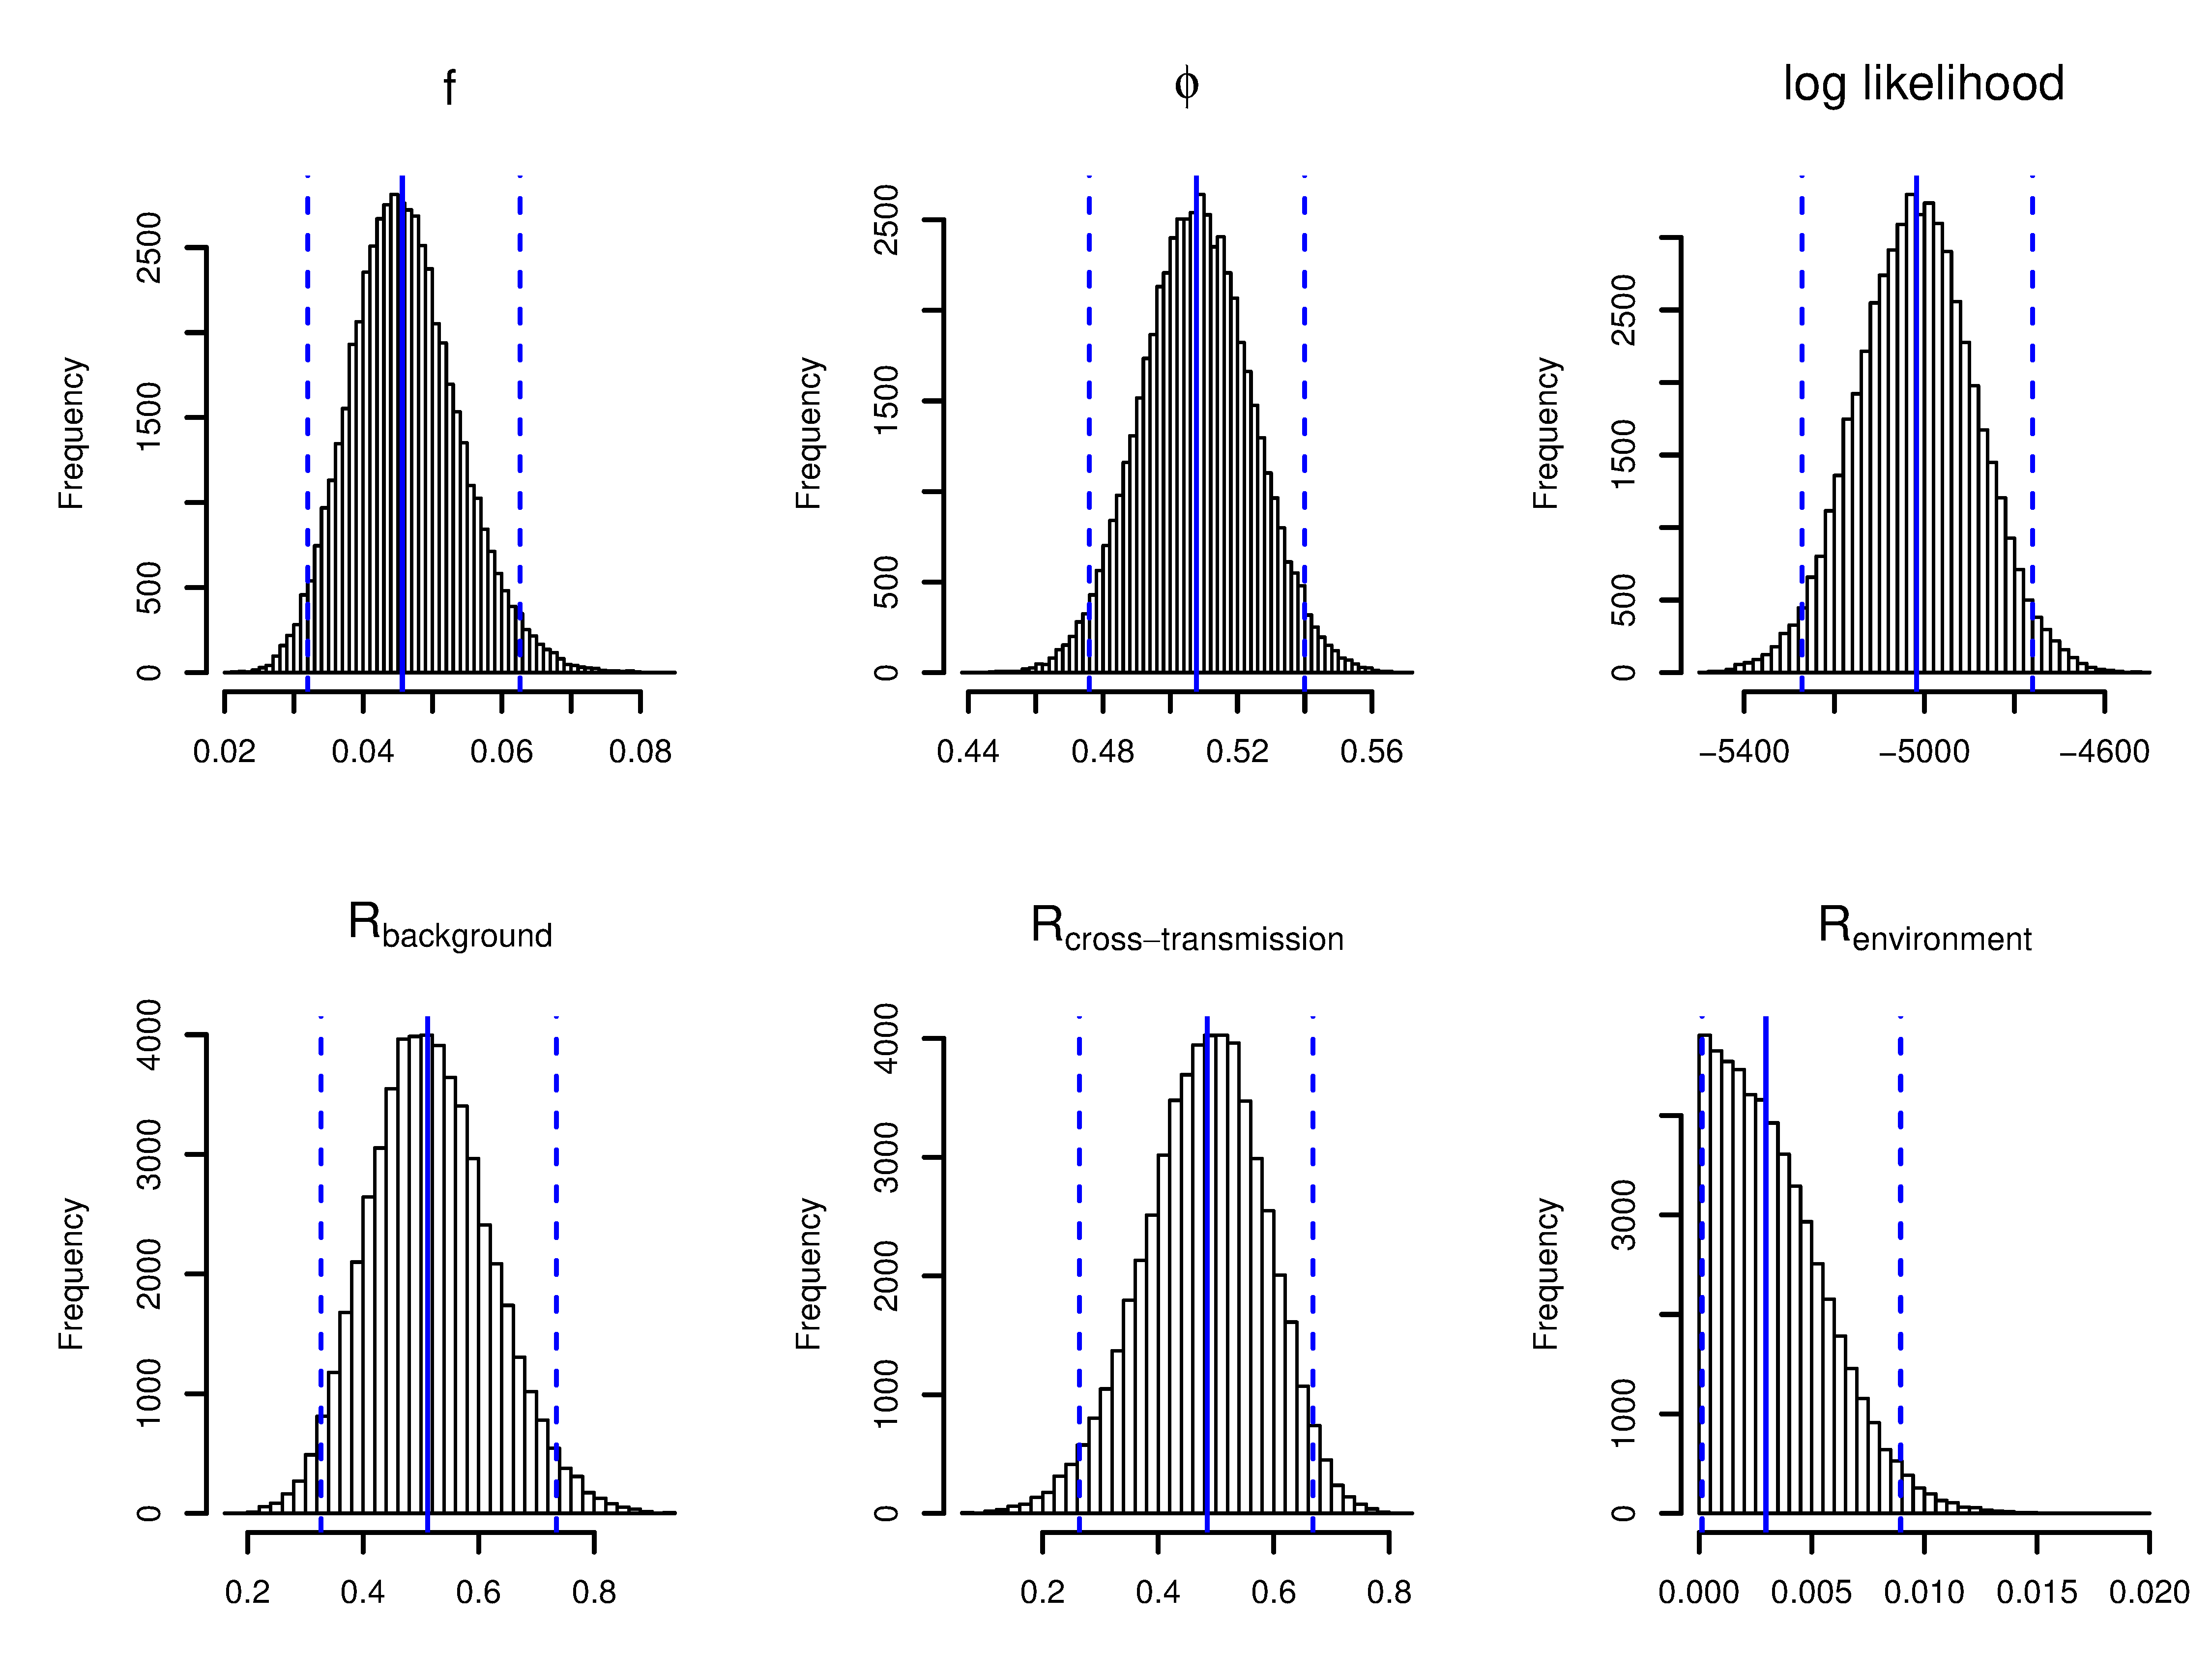 f
Frequency
0 500 1500 2500
0.02 0.04 0.06 0.08
ϕ
Frequency
0 500 1500 2500
0.44 0.48 0.52 0.56
log likelihood
Frequency
0 500 1500 2500
−5400 −5000 −4600
Rbackground
Frequency
0 1000 2000 3000 4000
0.2 0.4 0.6 0.8
Rcross−transmission
Frequency
0 1000 2000 3000 4000
0.2 0.4 0.6 0.8
Renvironment
Frequency
0 1000 3000
0.000 0.005 0.010 0.015 0.020